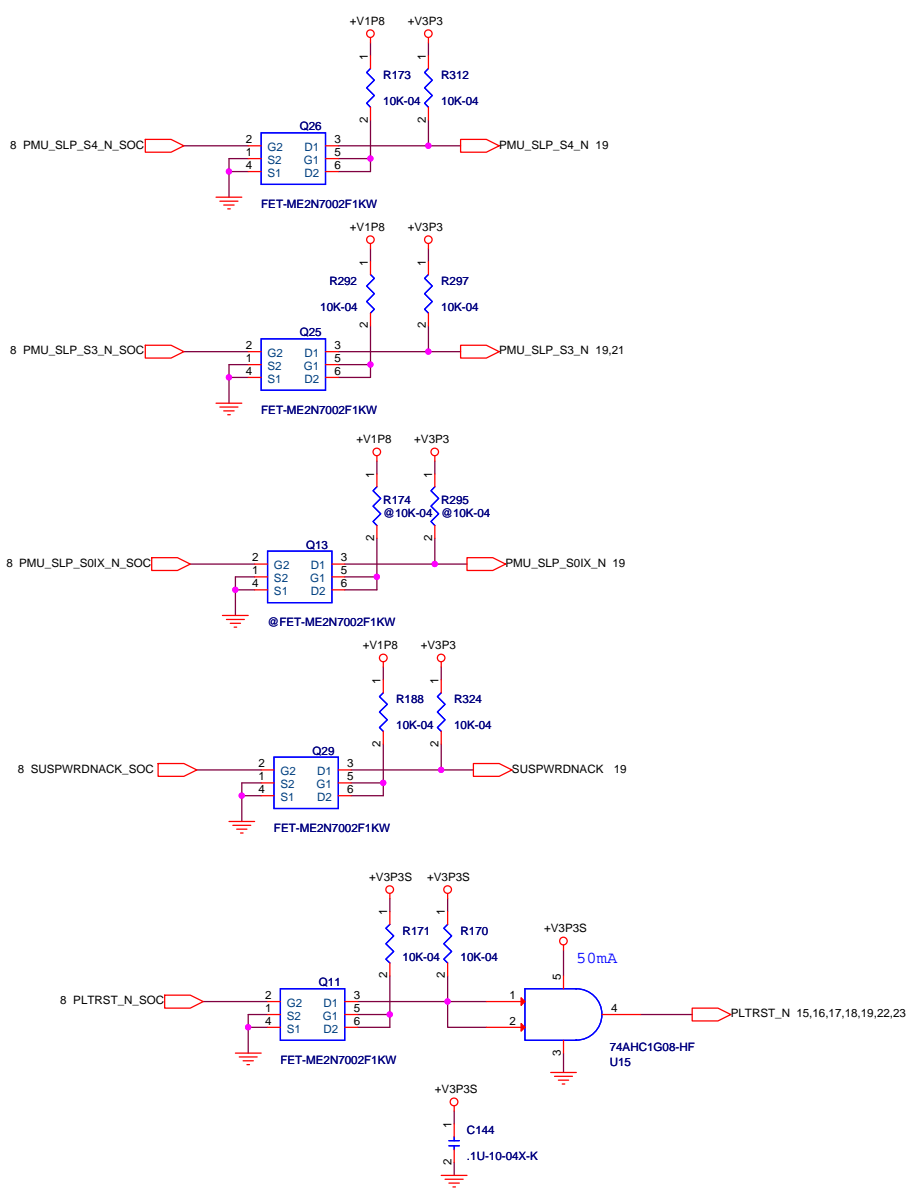 +V1P8 +V3P3
1 1
R173 R312
10K-04 10K-04
2 2
Q26
8 PMU_SLP_S4_N_SOC 2 G2 D1 3 PMU_SLP_S4_N 19
1 S2 G1 5
4 S1 D2 6
FET-ME2N7002F1KW
+V1P8 +V3P3
1 1
R292 R297
10K-04 10K-04
2 2
Q25
8 PMU_SLP_S3_N_SOC 2 G2 D1 3 PMU_SLP_S3_N 19,21
1 S2 G1 5
4 S1 D2 6
FET-ME2N7002F1KW
+V1P8 +V3P3
1 1
R174 R295
@10K-04 @10K-04
2 2
Q13
8 PMU_SLP_S0IX_N_SOC 2 G2 D1 3 PMU_SLP_S0IX_N 19
1 S2 G1 5
4 S1 D2 6
@FET-ME2N7002F1KW
+V1P8 +V3P3
1 1
R188 R324
10K-04 10K-04
2 2
Q29
8 SUSPWRDNACK_SOC 2 G2 D1 3 SUSPWRDNACK 19
1 S2 G1 5
4 S1 D2 6
FET-ME2N7002F1KW
+V3P3S +V3P3S
1 1
R171 R170
10K-04 10K-04
2 2
+V3P3S
50mA
5
Q11
8 PLTRST_N_SOC 2 G2 D1 3 1 4 PLTRST_N 15,16,17,18,19,22,23
1 S2 G1 5
4 S1 D2 6 2
3
FET-ME2N7002F1KW
74AHC1G08-HF
U15
+V3P3S
1
C144
.1U-10-04X-K
2